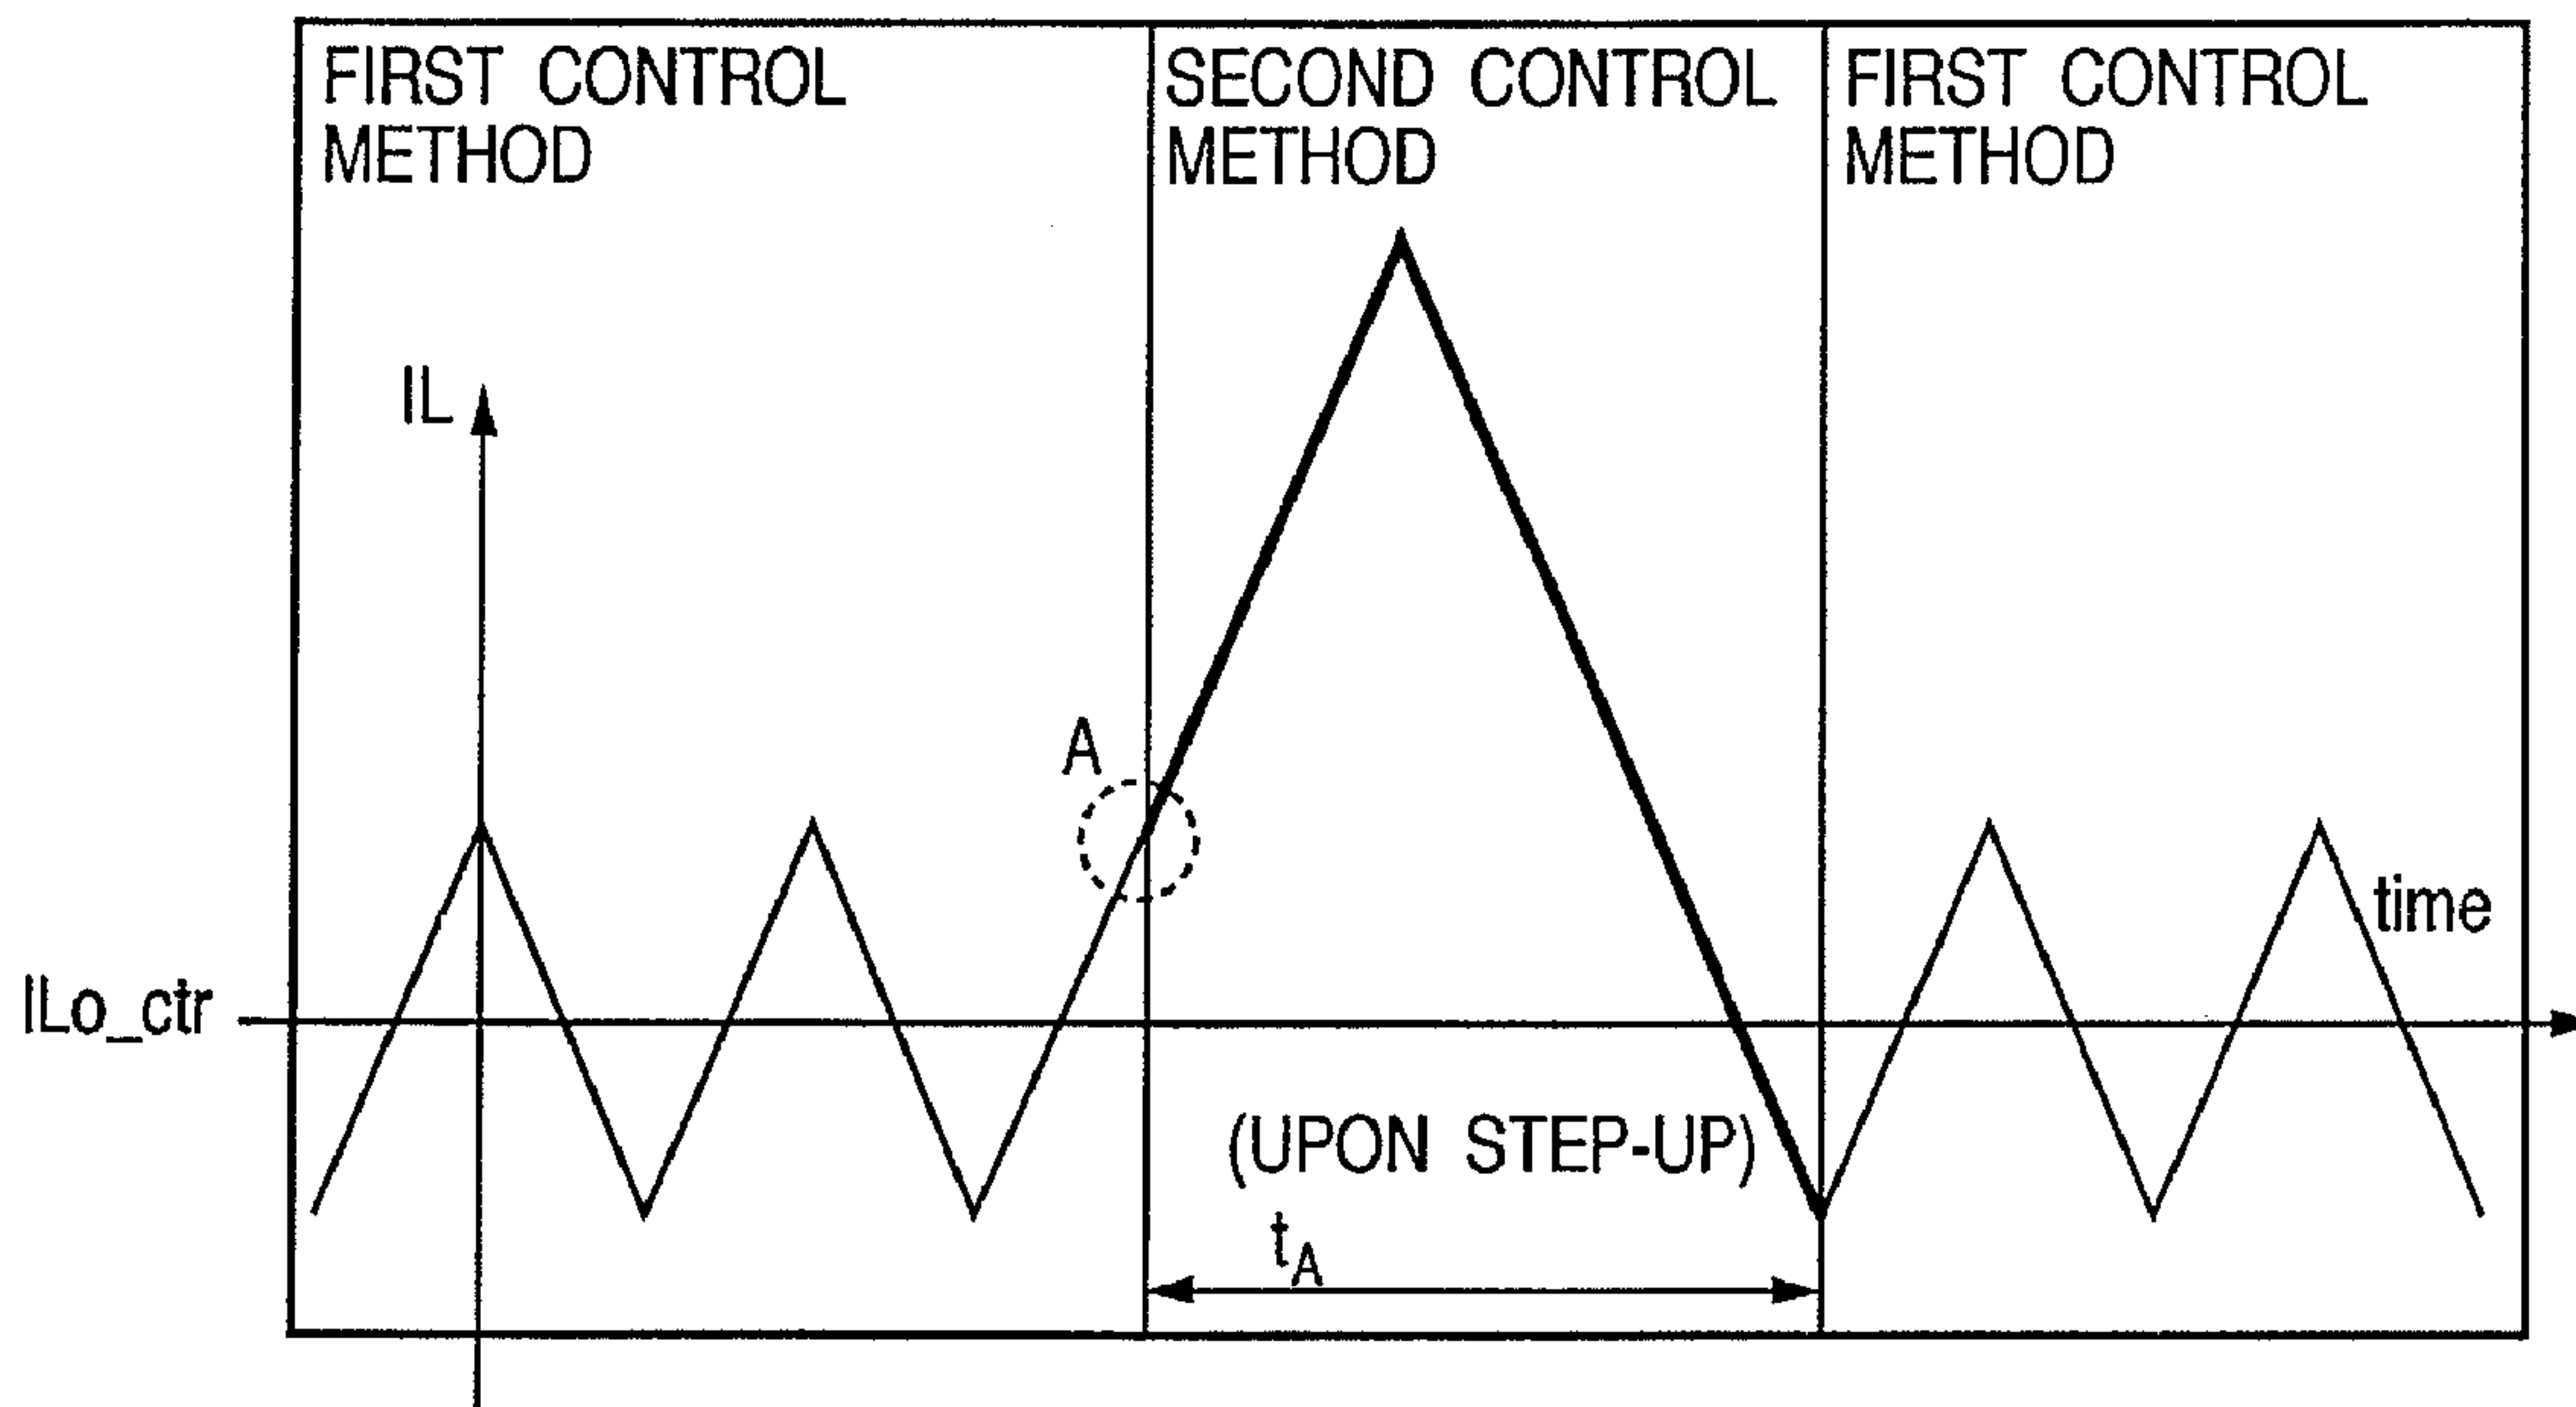 FIRST CONTROL
METHOD
SECOND CONTROL
METHOD
FIRST CONTROL
METHOD
IL
A
time
ILo_ctr
(UPON STEP-UP)
tA